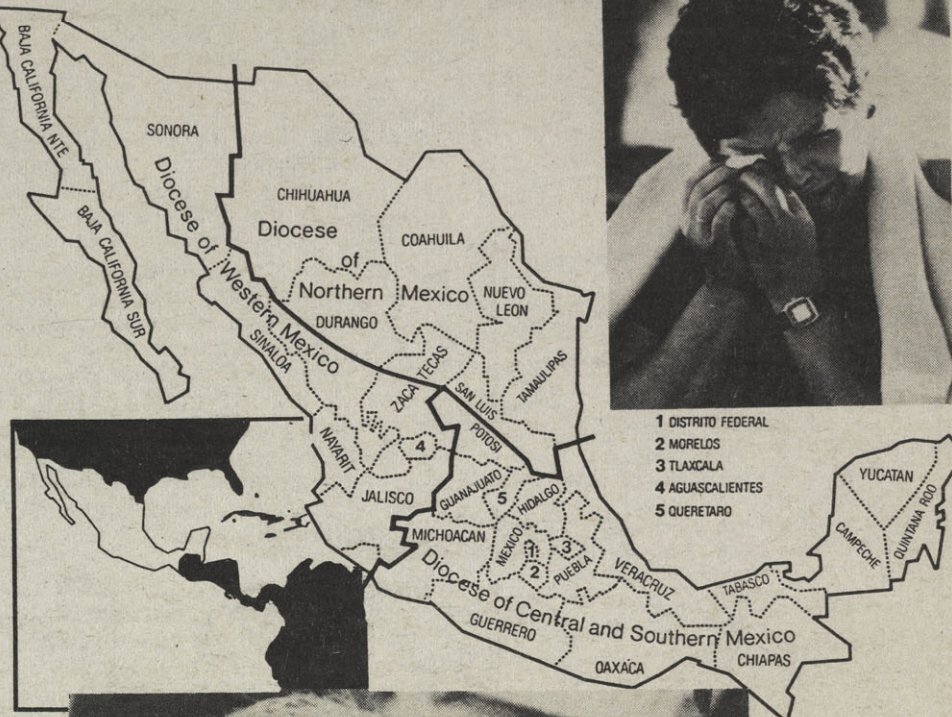 BAJA CALIFORNIA NTE
SONORA
CHIHUAHUA
COAHUILA
BAJA CALIFORNIA SUR
Diocese of Western Mexico
Diocese
of
Northern Mexico
NUEVO
LEON
DURANGO
SINALOA
ZACATECAS
SAN LUIS
POTOSI
TAMAULIPAS
NAYARIT
4
JALISCO
GUANAJUATO
5
HIDALGO
MICHOACAN
MEXICO
1
3
2
PUEBLA
VERACRUZ
Diocese of Central and Southern Mexico
GUERRERO
OAXACA
TABASCO
CHIAPAS
CAMPECHE
YUCATAN
QUINTANA ROO
1 DISTRITO FEDERAL
2 MORELOS
3 TLAXCALA
4 AGUASCALIENTES
5 QUERETARO